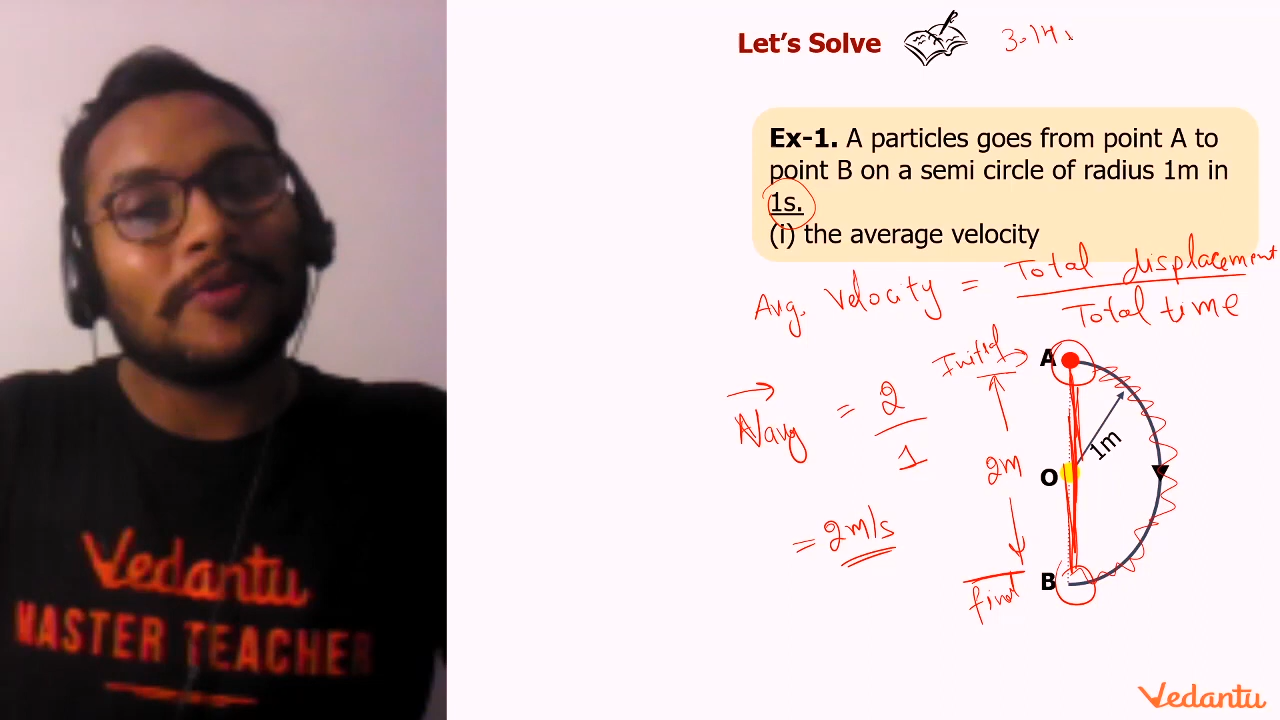 Let's Solve
3.14
Ex-1. A particles goes from point A to
point B on a semi circle of radius 1m in
1s.
(i) the average velocity
Avg. velocity = Total displacement
Total time
Initial
A
Vavg = 2
1
1m
2m
O
= 2m/s
B
final
Vedantu
MASTER TEACHER
Vedantu